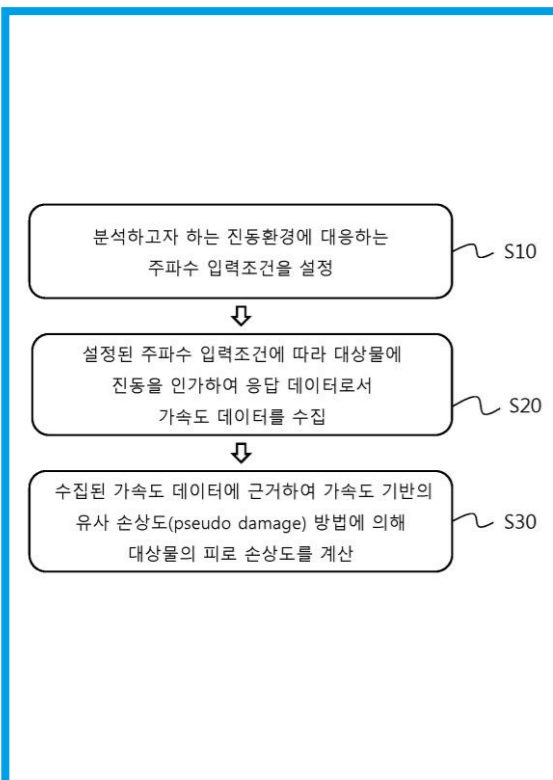 분석하고자 하는 진동환경에 대응하는
주파수 입력조건을 설정
S10
설정된 주파수 입력조건에 따라 대상물에
진동을 인가하여 응답 데이터로서
가속도 데이터를 수집
S20
수집된 가속도 데이터에 근거하여 가속도 기반의
유사 손상도(pseudo damage) 방법에 의해
대상물의 피로 손상도를 계산
S30